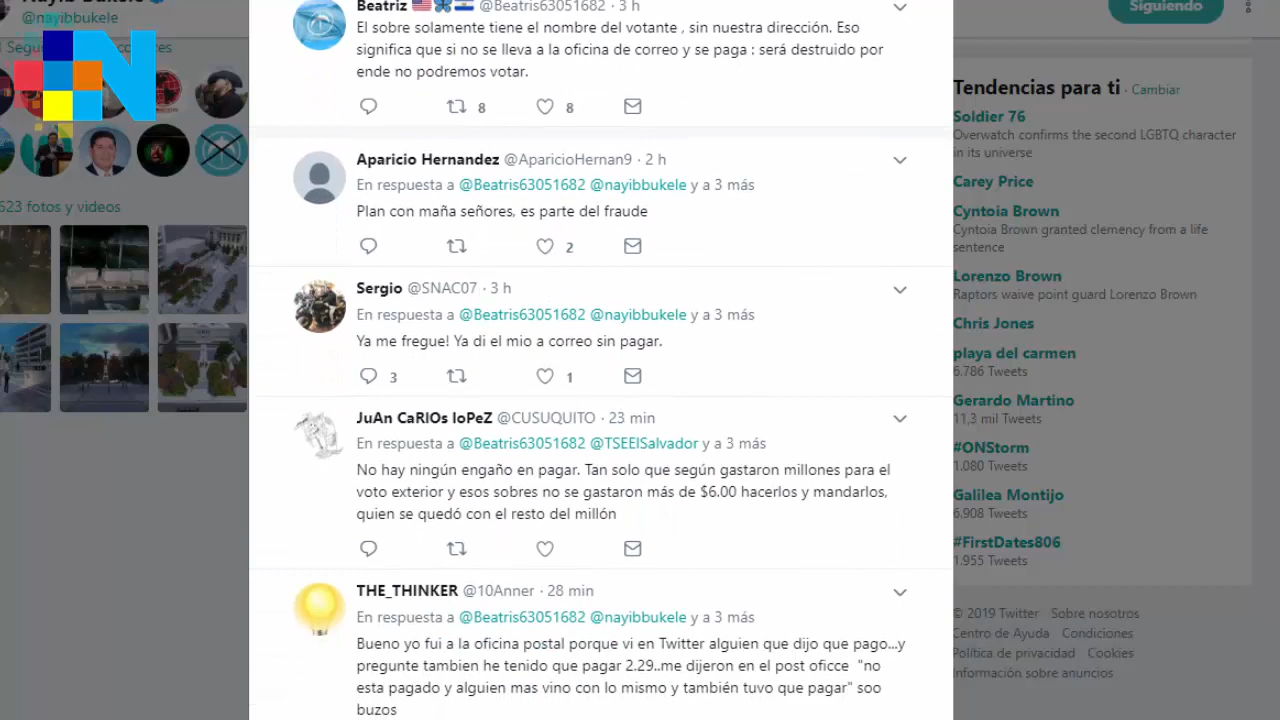 Nayib Bukele
@nayibbukele
Siguiendo
623 fotos y videos
Beatriz @Beatris63051682 · 3 h
El sobre solamente tiene el nombre del votante , sin nuestra dirección. Eso
significa que si no se lleva a la oficina de correo y se paga : será destruido por
ende no podremos votar.
8 8
Aparicio Hernandez @AparicioHernan9 · 2 h
En respuesta a @Beatris63051682 @nayibbukele y a 3 más
Plan con maña señores, es parte del fraude
2
Sergio @SNAC07 · 3 h
En respuesta a @Beatris63051682 @nayibbukele y a 3 más
Ya me fregue! Ya di el mio a correo sin pagar.
3 1
JuAn CaRlOs loPeZ @CUSUQUITO · 23 min
En respuesta a @Beatris63051682 @TSEElSalvador y a 3 más
No hay ningún engaño en pagar. Tan solo que según gastaron millones para el
voto exterior y esos sobres no se gastaron más de $6.00 hacerlos y mandarlos,
quien se quedó con el resto del millón
THE_THINKER @10Anner · 28 min
En respuesta a @Beatris63051682 @nayibbukele y a 3 más
Bueno yo fui a la oficina postal porque vi en Twitter alguien que dijo que pago...y
pregunte tambien he tenido que pagar 2.29..me dijeron en el post oficce "no
esta pagado y alguien mas vino con lo mismo y también tuvo que pagar" soo
buzos
Tendencias para ti · Cambiar
Soldier 76
Overwatch confirms the second LGBTQ character
in its universe
Carey Price
Cyntoia Brown
Cyntoia Brown granted clemency from a life
sentence
Lorenzo Brown
Raptors waive point guard Lorenzo Brown
Chris Jones
playa del carmen
6.786 Tweets
Gerardo Martino
11,3 mil Tweets
#ONStorm
1.080 Tweets
Galilea Montijo
6.908 Tweets
#FirstDates806
1.955 Tweets
© 2019 Twitter Sobre nosotros
Centro de Ayuda Condiciones
Política de privacidad Cookies
Información sobre anuncios